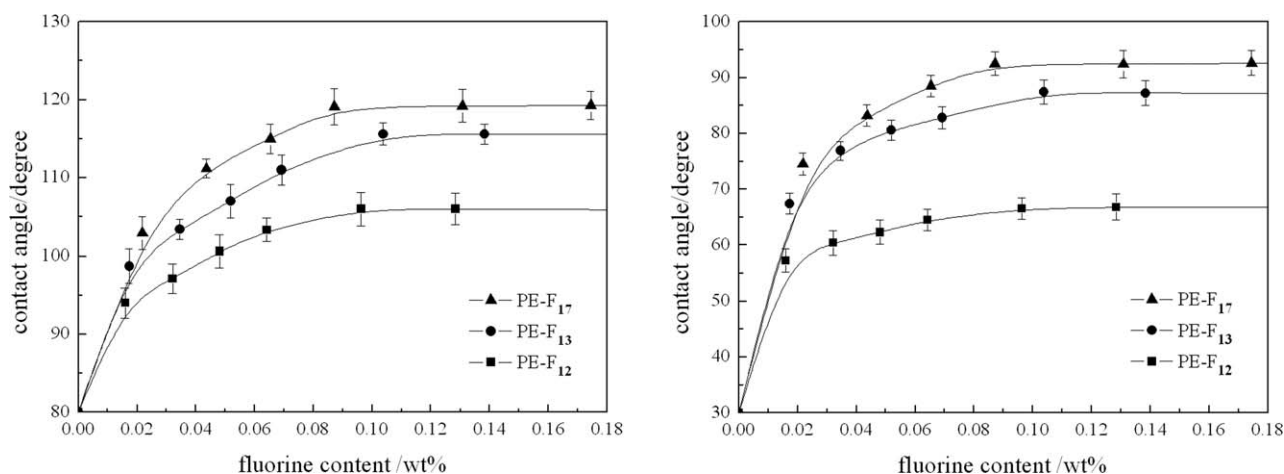 130
120
110
100
90
80
contact angle/degree
PE-F17
PE-F13
PE-F12
0.00 0.02 0.04 0.06 0.08 0.10 0.12 0.14 0.16 0.18
fluorine content /wt%
100
90
80
70
60
50
40
30
contact angle/degree
PE-F17
PE-F13
PE-F12
0.00 0.02 0.04 0.06 0.08 0.10 0.12 0.14 0.16 0.18
fluorine content /wt%